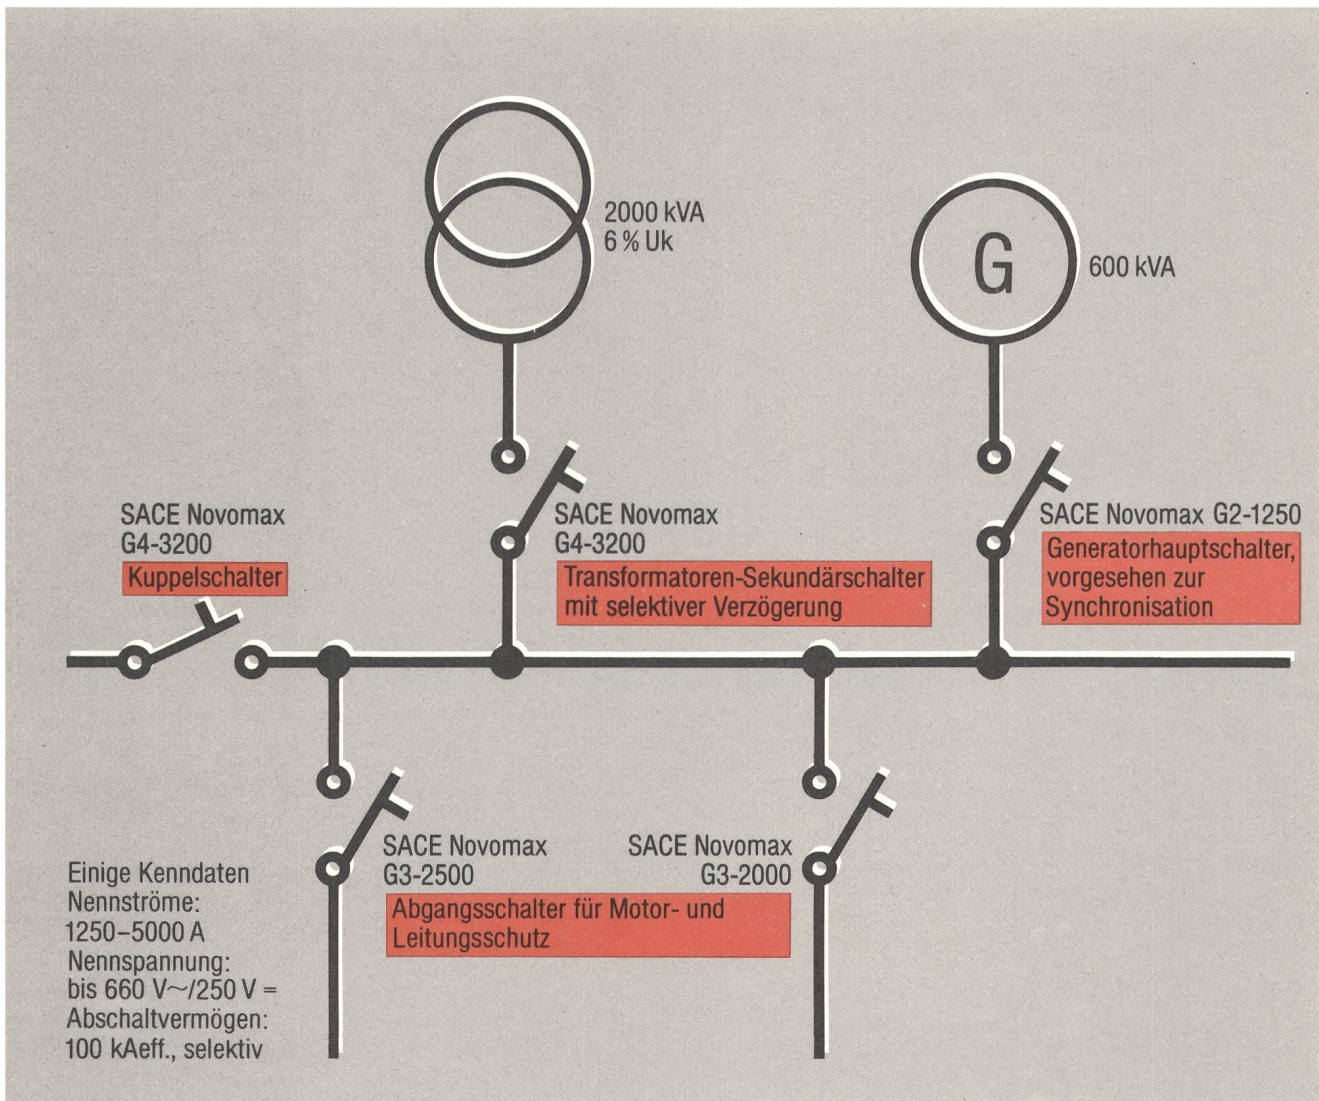 2000 kVA
6 % Uk
G
600 kVA
SACE Novomax
G4-3200
Kuppelschalter
SACE Novomax
G4-3200
Transformatoren-Sekundärschalter
mit selektiver Verzögerung
SACE Novomax G2-1250
Generatorhauptschalter,
vorgesehen zur
Synchronisation
SACE Novomax
G3-2500
SACE Novomax
G3-2000
Abgangsschalter für Motor- und
Leitungsschutz
Einige Kenndaten
Nennströme:
1250–5000 A
Nennspannung:
bis 660 V~/250 V =
Abschaltvermögen:
100 kAeff., selektiv